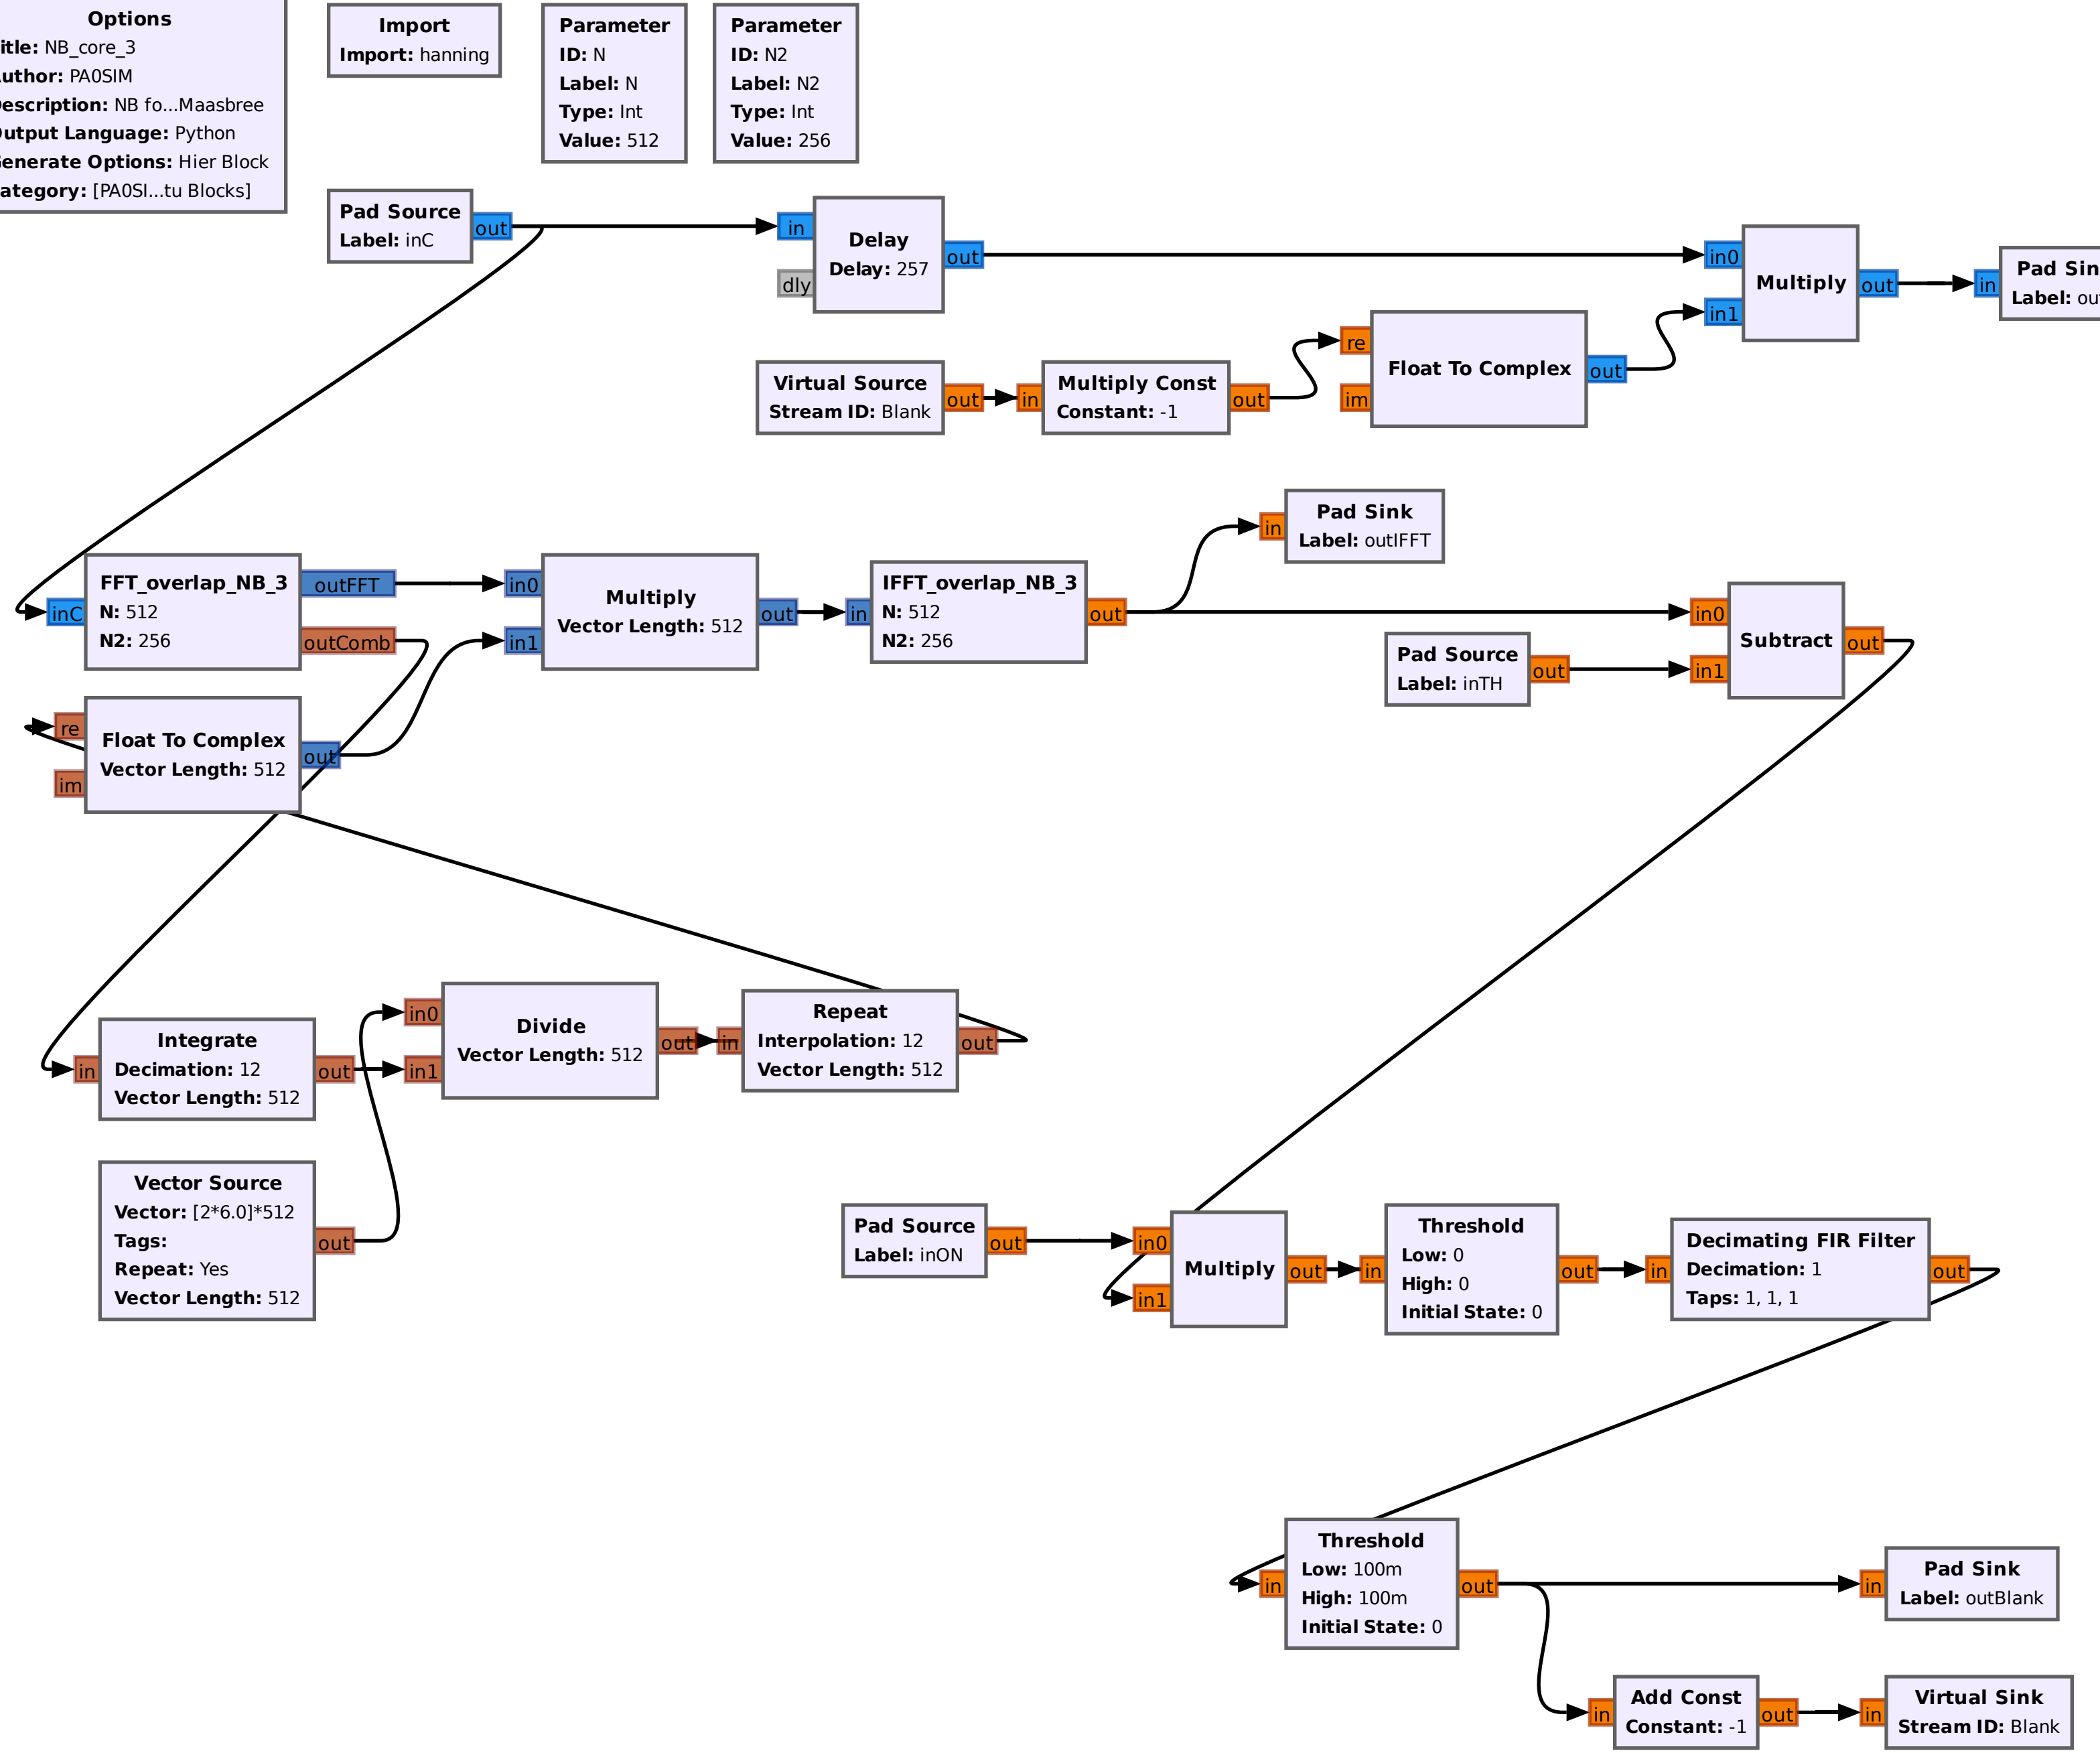 Options
itle: NB_core_3
uthor: PA0SIM
escription: NB fo...Maasbree
utput Language: Python
enerate Options: Hier Block
ategory: [PA0SI...tu Blocks]
Import
Import: hanning
Parameter
ID: N
Label: N
Type: Int
Value: 512
Parameter
ID: N2
Label: N2
Type: Int
Value: 256
Pad Source
Label: inC
out
in
dly
Delay
Delay: 257
out
in0
in1
Multiply
out
in
Pad Sin
Label: ou
Virtual Source
Stream ID: Blank
out
in
Multiply Const
Constant: -1
out
re
im
Float To Complex
out
inC
FFT_overlap_NB_3
N: 512
N2: 256
outFFT
outComb
in0
in1
Multiply
Vector Length: 512
out
in
IFFT_overlap_NB_3
N: 512
N2: 256
out
in
Pad Sink
Label: outIFFT
Pad Source
Label: inTH
out
in0
in1
Subtract
out
re
im
Float To Complex
Vector Length: 512
out
in
Integrate
Decimation: 12
Vector Length: 512
out
in0
in1
Divide
Vector Length: 512
out
in
Repeat
Interpolation: 12
Vector Length: 512
out
Vector Source
Vector: [2*6.0]*512
Tags:
Repeat: Yes
Vector Length: 512
out
Pad Source
Label: inON
out
in0
in1
Multiply
out
in
Threshold
Low: 0
High: 0
Initial State: 0
out
in
Decimating FIR Filter
Decimation: 1
Taps: 1, 1, 1
out
in
Threshold
Low: 100m
High: 100m
Initial State: 0
out
in
Pad Sink
Label: outBlank
in
Add Const
Constant: -1
out
in
Virtual Sink
Stream ID: Blank